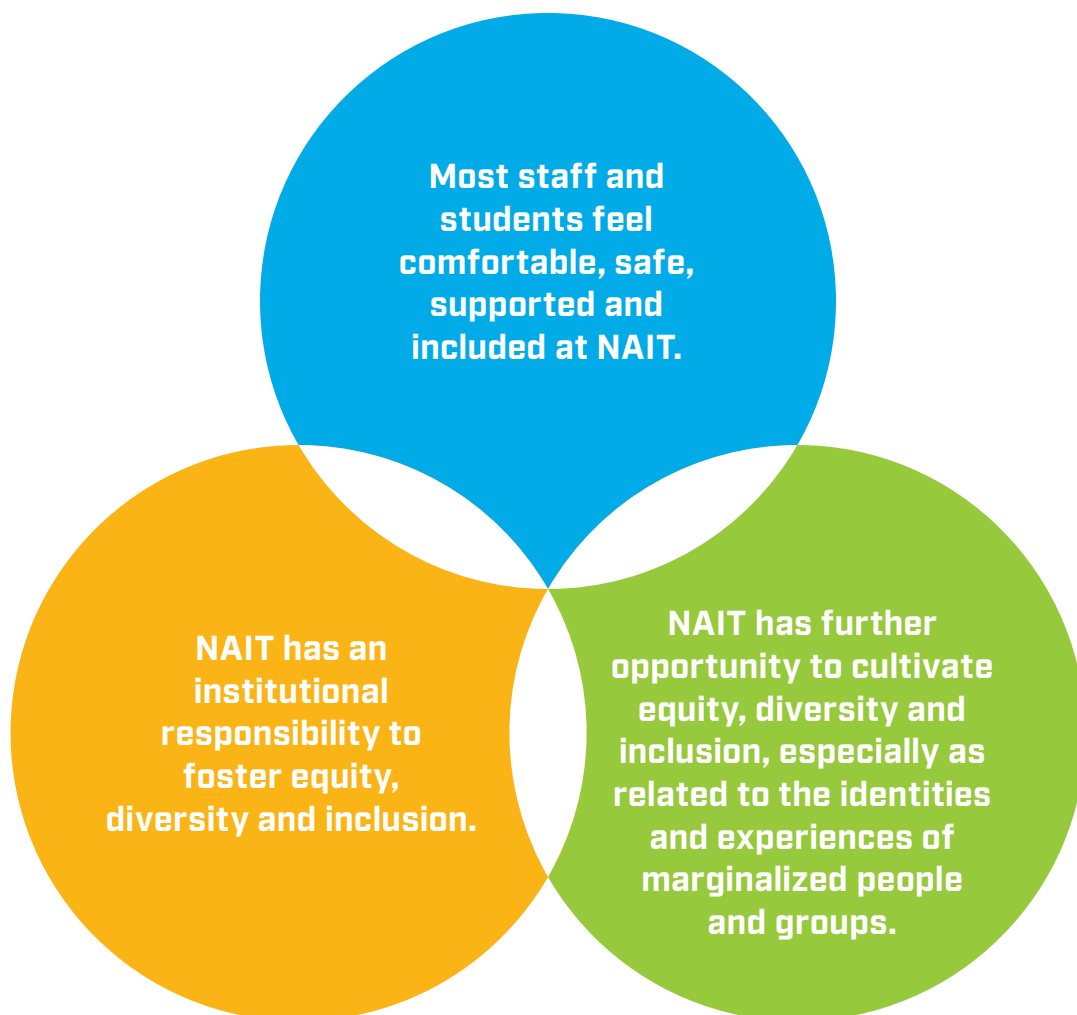 Most staff and
students feel
comfortable, safe,
supported and
included at NAIT.
NAIT has an
institutional
responsibility to
foster equity,
diversity and inclusion.
NAIT has further
opportunity to cultivate
equity, diversity and
inclusion, especially as
related to the identities
and experiences of
marginalized people
and groups.